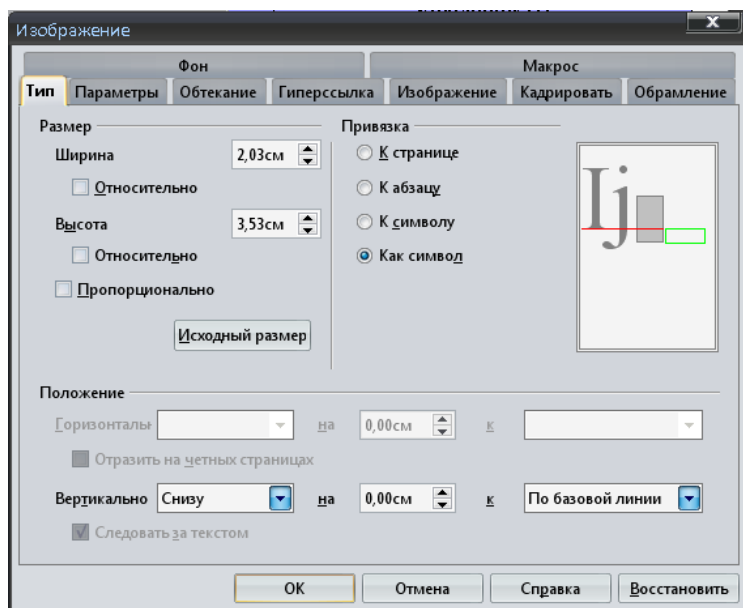 Изображение
Фон
Макрос
Тип
Параметры
Обтекание
Гиперссылка
Изображение
Кадрировать
Обрамление
Размер
Ширина
2,03см
Относительно
Высота
3,53см
Относительно
Пропорционально
Исходный размер
Привязка
К странице
К абзацу
К символу
Как символ
Ij
Положение
Горизонталы
на
0,00см
к
Отразить на четных страницах
Вертикально
Снизу
на
0,00см
к
По базовой линии
Следовать за текстом
ОК
Отмена
Справка
Восстановить